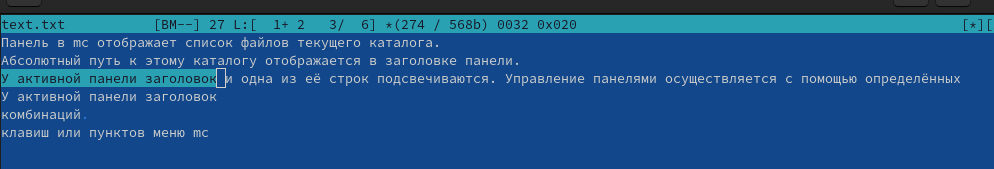 text.txt [BM--] 27 L:[ 1+ 2 3/ 6] *(274 / 568b) 0032 0x020 [*][
Панель в mc отображает список файлов текущего каталога.
Абсолютный путь к этому каталогу отображается в заголовке панели.
У активной панели заголовок и одна из её строк подсвечиваются. Управление панелями осуществляется с помощью определённых
У активной панели заголовок
комбинаций.
клавиш или пунктов меню mc